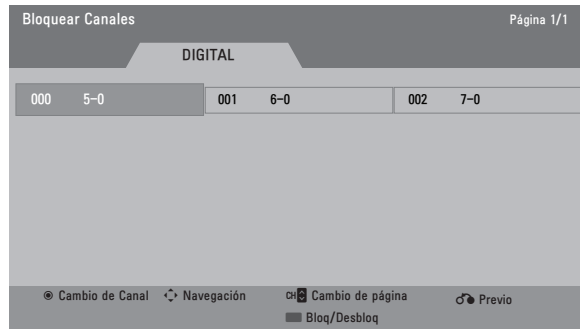 Bloquear Canales Página 1/1
DIGITAL
000 5-0 001 6-0 002 7-0
Cambio de Canal Navegación CH Cambio de página Previo
Bloq/Desbloq